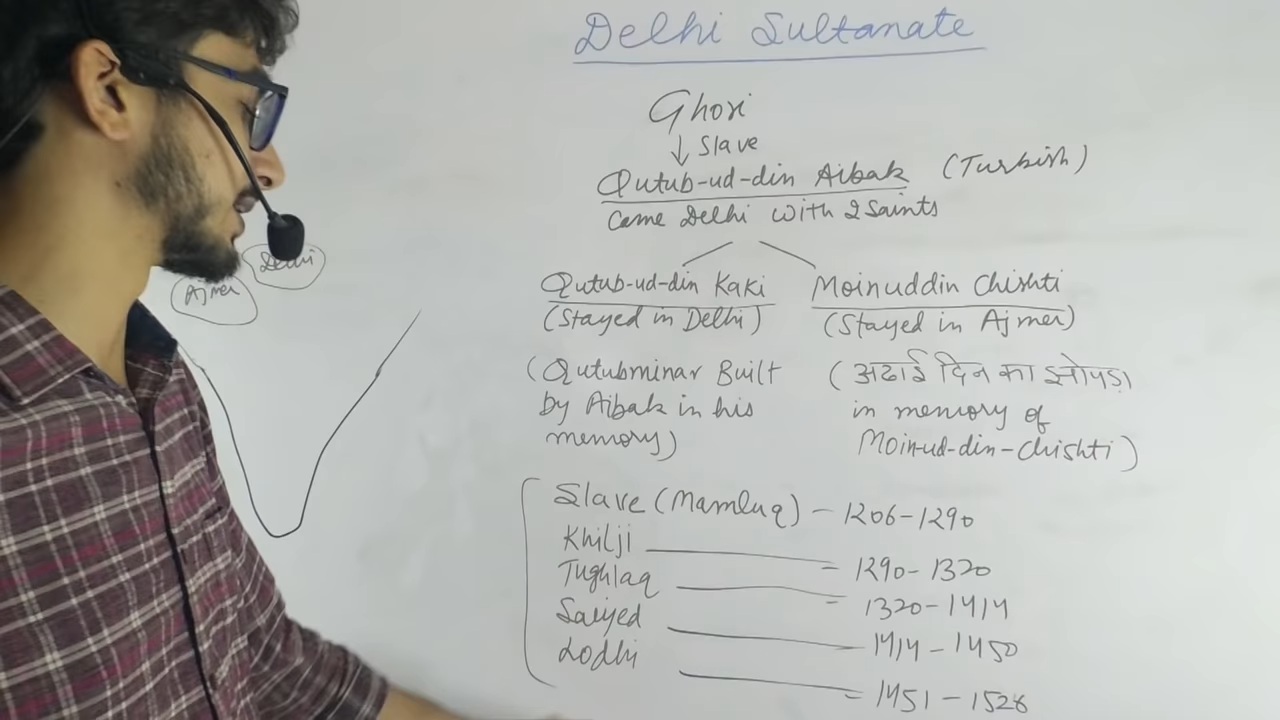 Delhi Sultanate
Ghori
↓ Slave
Qutub-ud-din Aibak (Turkish)
Came Delhi with 2 Saints
Qutub-ud-din Kaki
(Stayed in Delhi)
(Qutubminar Built
by Aibak in his
memory)
Moinuddin Chishti
(Stayed in Ajmer)
(अढाई दिन का झोपड़ा
in memory of
Moin-ud-din-Chishti)
Slave (Mamluq) - 1206-1290
Khilji = 1290-1320
Tughlaq - 1320-1414
Saiyed 1414-1450
Lodhi = 1451-1526
Delhi
Ajmer